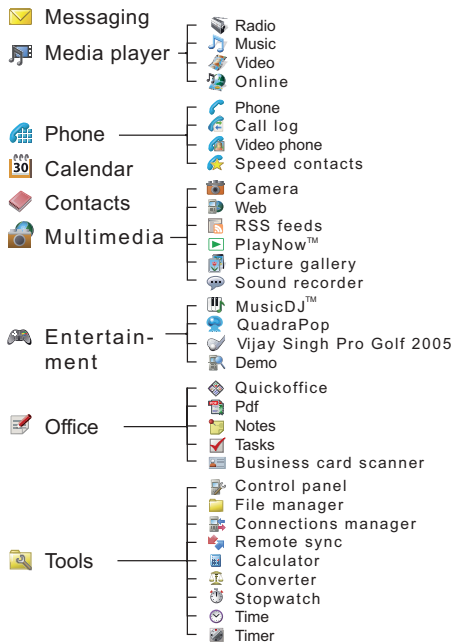 Messaging
Media player
Radio
Music
Video
Online
Phone
Phone
Call log
Video phone
Speed contacts
Calendar
Contacts
Multimedia
Camera
Web
RSS feeds
PlayNow™
Picture gallery
Sound recorder
Entertain-
ment
MusicDJ™
QuadraPop
Vijay Singh Pro Golf 2005
Demo
Office
Quickoffice
Pdf
Notes
Tasks
Business card scanner
Tools
Control panel
File manager
Connections manager
Remote sync
Calculator
Converter
Stopwatch
Time
Timer
30